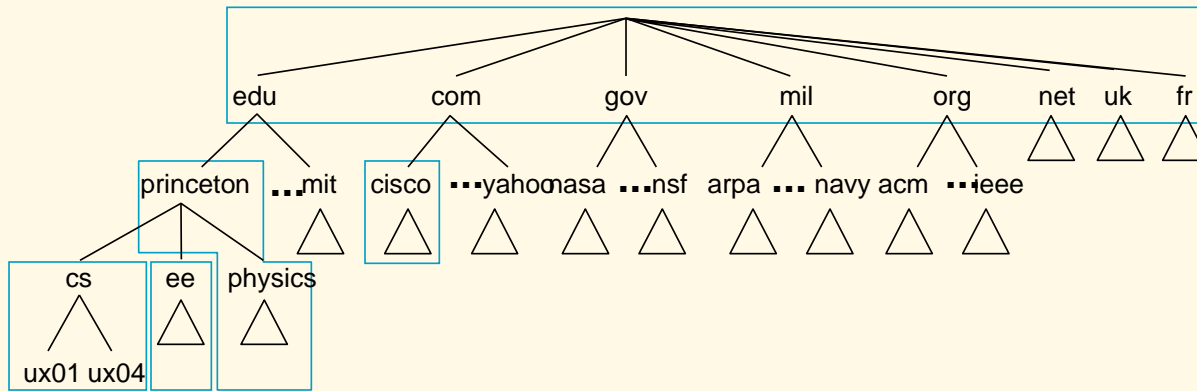 edu com gov mil org net uk fr
princeton ... mit cisco ... yahoo nasa ... nsf arpa ... navy acm ... ieee
cs ee physics
ux01 ux04